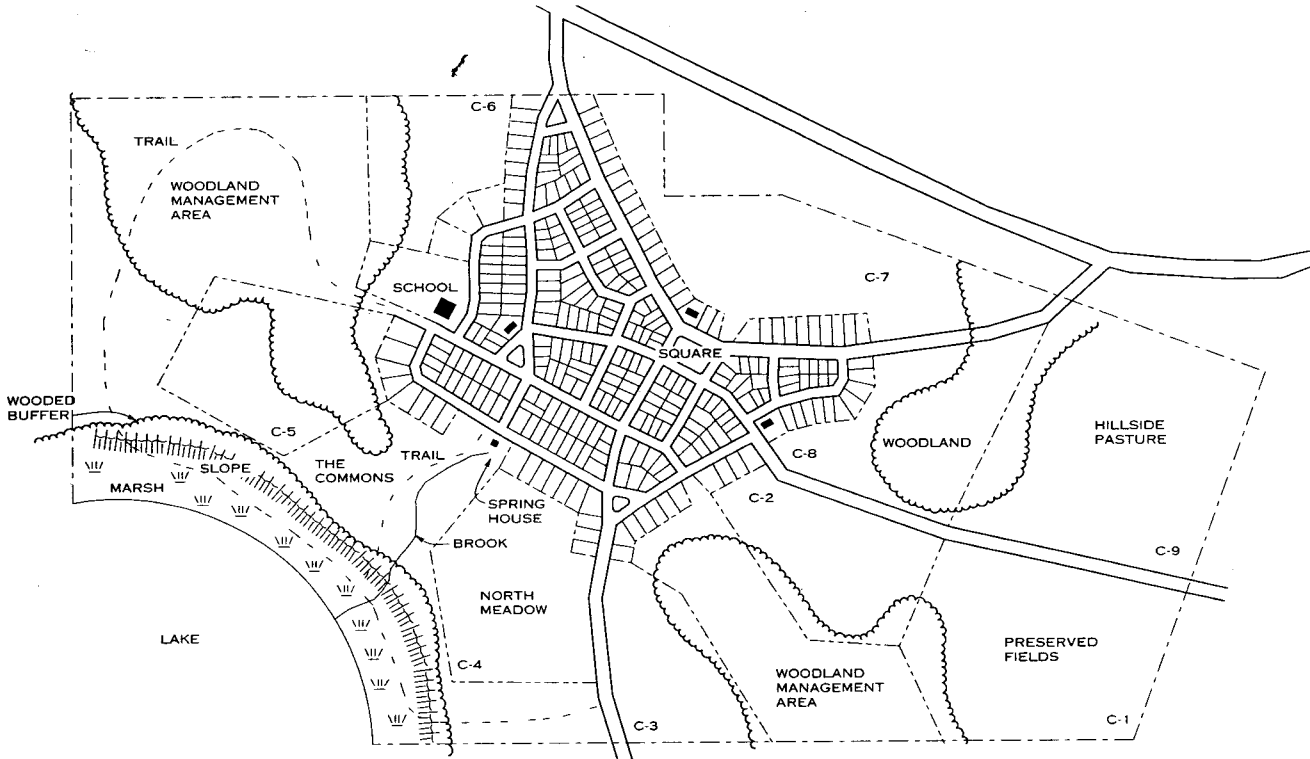 C-6
TRAIL
WOODLAND
MANAGEMENT
AREA
C-7
SCHOOL
SQUARE
WOODED
BUFFER
C-5
HILLSIDE
PASTURE
WOODLAND
C-8
THE
COMMONS
TRAIL
SLOPE
MARSH
C-2
SPRING
HOUSE
BROOK
C-9
NORTH
MEADOW
LAKE
PRESERVED
FIELDS
C-4
WOODLAND
MANAGEMENT
AREA
C-3
C-1